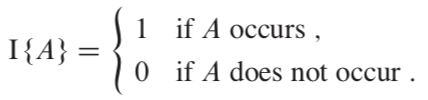 I{A} = { 1 if A occurs ,
0 if A does not occur .